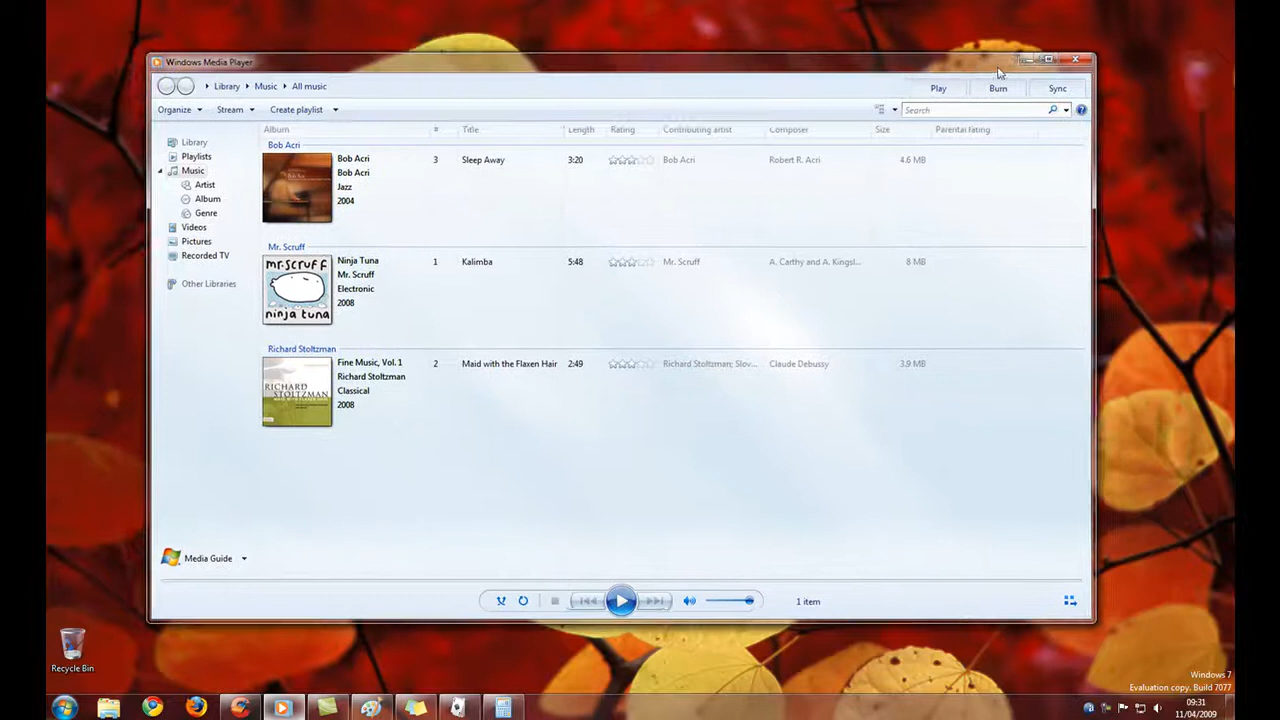 Windows Media Player
Library Music All music
Play Burn Sync
Organize Stream Create playlist
Search
Album # Title Length Rating Contributing artist Composer Size Parental rating
Library
Playlists
Music
Artist
Album
Genre
Videos
Pictures
Recorded TV
Other Libraries
Bob Acri
Bob Acri 3 Sleep Away 3:20 Bob Acri Robert R. Acri 4.6 MB
Bob Acri
Jazz
2004
Mr. Scruff
mr.scruff
ninja tuna
Ninja Tuna 1 Kalimba 5:48 Mr. Scruff A. Carthy and A. Kingsl... 8 MB
Mr. Scruff
Electronic
2008
Richard Stoltzman
RICHARD
STOLTZMAN
Fine Music, Vol. 1 2 Maid with the Flaxen Hair 2:49 Richard Stoltzman; Slov... Claude Debussy 3.9 MB
Richard Stoltzman
Classical
2008
Media Guide
1 item
Recycle Bin
Windows 7
Evaluation copy. Build 7077
09:31
11/04/2009